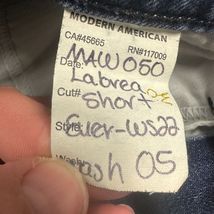 MODERN AMERICAN
CA#45665 RN#117009
Date: MAW050
Labrea
Cut# Short
Style: Ever-WS22
Wash 05